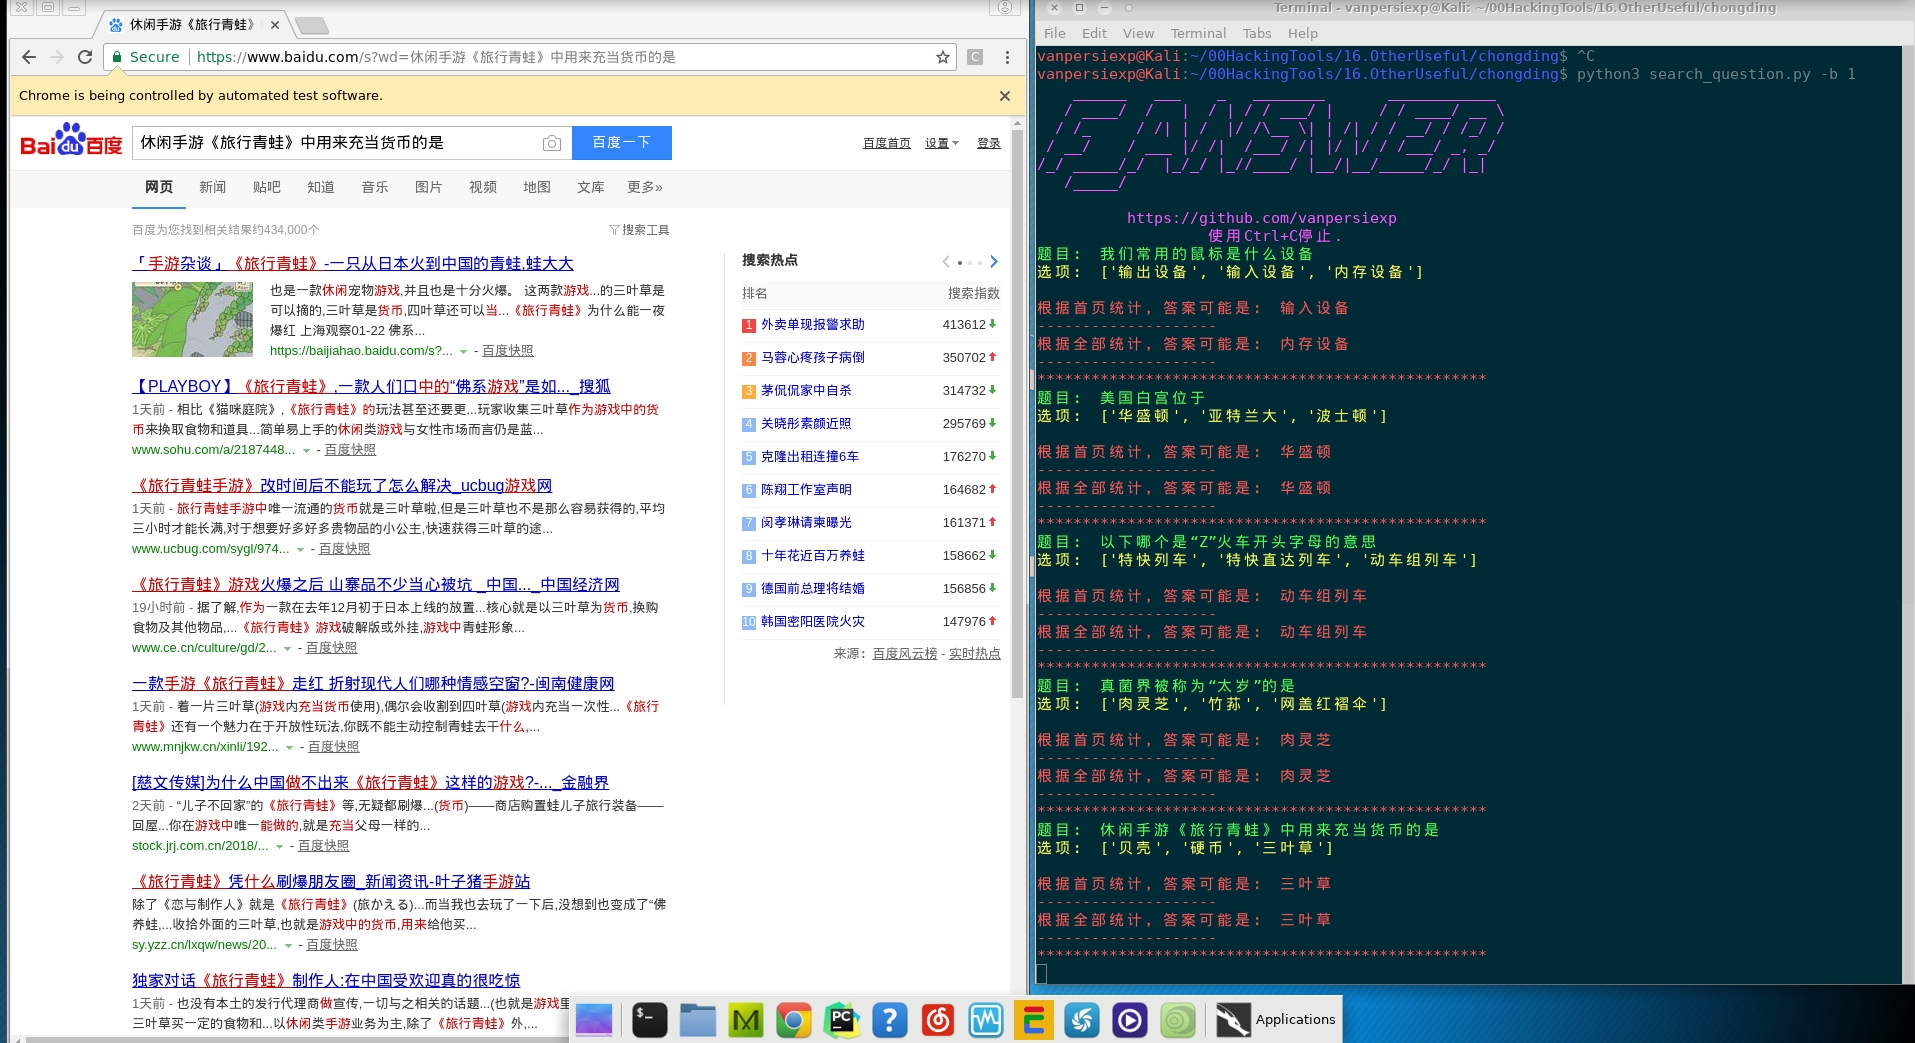 休闲手游《旅行青蛙》
Secure
https://www.baidu.com/s?wd=休闲手游《旅行青蛙》中用来充当货币的是
Chrome is being controlled by automated test software.
Bai du 百度
休闲手游《旅行青蛙》中用来充当货币的是
百度一下
百度首页 设置 登录
网页 新闻 贴吧 知道 音乐 图片 视频 地图 文库 更多»
百度为您找到相关结果约434,000个
搜索工具
「手游杂谈」《旅行青蛙》-一只从日本火到中国的青蛙,蛙大大
也是一款休闲宠物游戏,并且也是十分火爆。 这两款游戏...的三叶草是
可以摘的,三叶草是货币,四叶草还可以当...《旅行青蛙》为什么能一夜
爆红 上海观察01-22 佛系...
https://baijiahao.baidu.com/s?... - 百度快照
【PLAYBOY】《旅行青蛙》,一款人们口中的“佛系游戏”是如..._搜狐
1天前 - 相比《猫咪庭院》,《旅行青蛙》的玩法甚至还要更...玩家收集三叶草作为游戏中的货
币来换取食物和道具...简单易上手的休闲类游戏与女性市场而言仍是蓝...
www.sohu.com/a/2187448... - 百度快照
《旅行青蛙手游》改时间后不能玩了怎么解决_ucbug游戏网
1天前 - 旅行青蛙手游中唯一流通的货币就是三叶草啦,但是三叶草也不是那么容易获得的,平均
三小时才能长满,对于想要好多好多贵物品的小公主,快速获得三叶草的途...
www.ucbug.com/sygl/974... - 百度快照
《旅行青蛙》游戏火爆之后 山寨品不少当心被坑 _中国..._中国经济网
19小时前 - 据了解,作为一款在去年12月初于日本上线的放置...核心就是以三叶草为货币,换购
食物及其他物品,...《旅行青蛙》游戏破解版或外挂,游戏中青蛙形象...
www.ce.cn/culture/gd/2... - 百度快照
一款手游《旅行青蛙》走红 折射现代人们哪种情感空窗?-闽南健康网
1天前 - 着一片三叶草(游戏内充当货币使用),偶尔会收割到四叶草(游戏内充当一次性...《旅行
青蛙》还有一个魅力在于开放性玩法,你既不能主动控制青蛙去干什么,...
www.mnjkw.cn/xinli/192... - 百度快照
[慈文传媒]为什么中国做不出来《旅行青蛙》这样的游戏?-..._金融界
2天前 - “儿子不回家”的《旅行青蛙》等,无疑都刷爆...(货币)——商店购置蛙儿子旅行装备——
回屋...你在游戏中唯一能做的,就是充当父母一样的...
stock.jrj.com.cn/2018/... - 百度快照
《旅行青蛙》凭什么刷爆朋友圈_新闻资讯-叶子猪手游站
除了《恋与制作人》就是《旅行青蛙》(旅かえる)...而当我也去玩了一下后,没想到也变成了“佛
养蛙,...收拾外面的三叶草,也就是游戏中的货币,用来给他买...
sy.yzz.cn/lxqw/news/20... - 百度快照
独家对话《旅行青蛙》制作人:在中国受欢迎真的很吃惊
1天前 - 也没有本土的发行代理商做宣传,一切与之相关的话题...(也就是游戏里
三叶草买一定的食物和...以休闲类手游业务为主,除了《旅行青蛙》外,...
搜索热点
排名 搜索指数
1 外卖单现报警求助 413612
2 马蓉心疼孩子病倒 350702
3 茅侃侃家中自杀 314732
4 关晓彤素颜近照 295769
5 克隆出租连撞6车 176270
6 陈翔工作室声明 164682
7 闵孝琳请柬曝光 161371
8 十年花近百万养蛙 158662
9 德国前总理将结婚 156856
10 韩国密阳医院火灾 147976
来源: 百度风云榜 - 实时热点
Terminal - vanpersiexp@Kali: ~/00HackingTools/16.OtherUseful/chongding
File Edit View Terminal Tabs Help
vanpersiexp@Kali:~/00HackingTools/16.OtherUseful/chongding$ ^C
vanpersiexp@Kali:~/00HackingTools/16.OtherUseful/chongding$ python3 search_question.py -b 1
https://github.com/vanpersiexp
使用Ctrl+C停止.
题目: 我们常用的鼠标是什么设备
选项: ['输出设备', '输入设备', '内存设备']
根据首页统计, 答案可能是: 输入设备
--------------------
根据全部统计, 答案可能是: 内存设备
--------------------
**************************************************
题目: 美国白宫位于
选项: ['华盛顿', '亚特兰大', '波士顿']
根据首页统计, 答案可能是: 华盛顿
--------------------
根据全部统计, 答案可能是: 华盛顿
--------------------
**************************************************
题目: 以下哪个是“Z”火车开头字母的意思
选项: ['特快列车', '特快直达列车', '动车组列车']
根据首页统计, 答案可能是: 动车组列车
--------------------
根据全部统计, 答案可能是: 动车组列车
--------------------
**************************************************
题目: 真菌界被称为“太岁”的是
选项: ['肉灵芝', '竹荪', '网盖红褶伞']
根据首页统计, 答案可能是: 肉灵芝
--------------------
根据全部统计, 答案可能是: 肉灵芝
--------------------
**************************************************
题目: 休闲手游《旅行青蛙》中用来充当货币的是
选项: ['贝壳', '硬币', '三叶草']
根据首页统计, 答案可能是: 三叶草
--------------------
根据全部统计, 答案可能是: 三叶草
--------------------
**************************************************
Applications